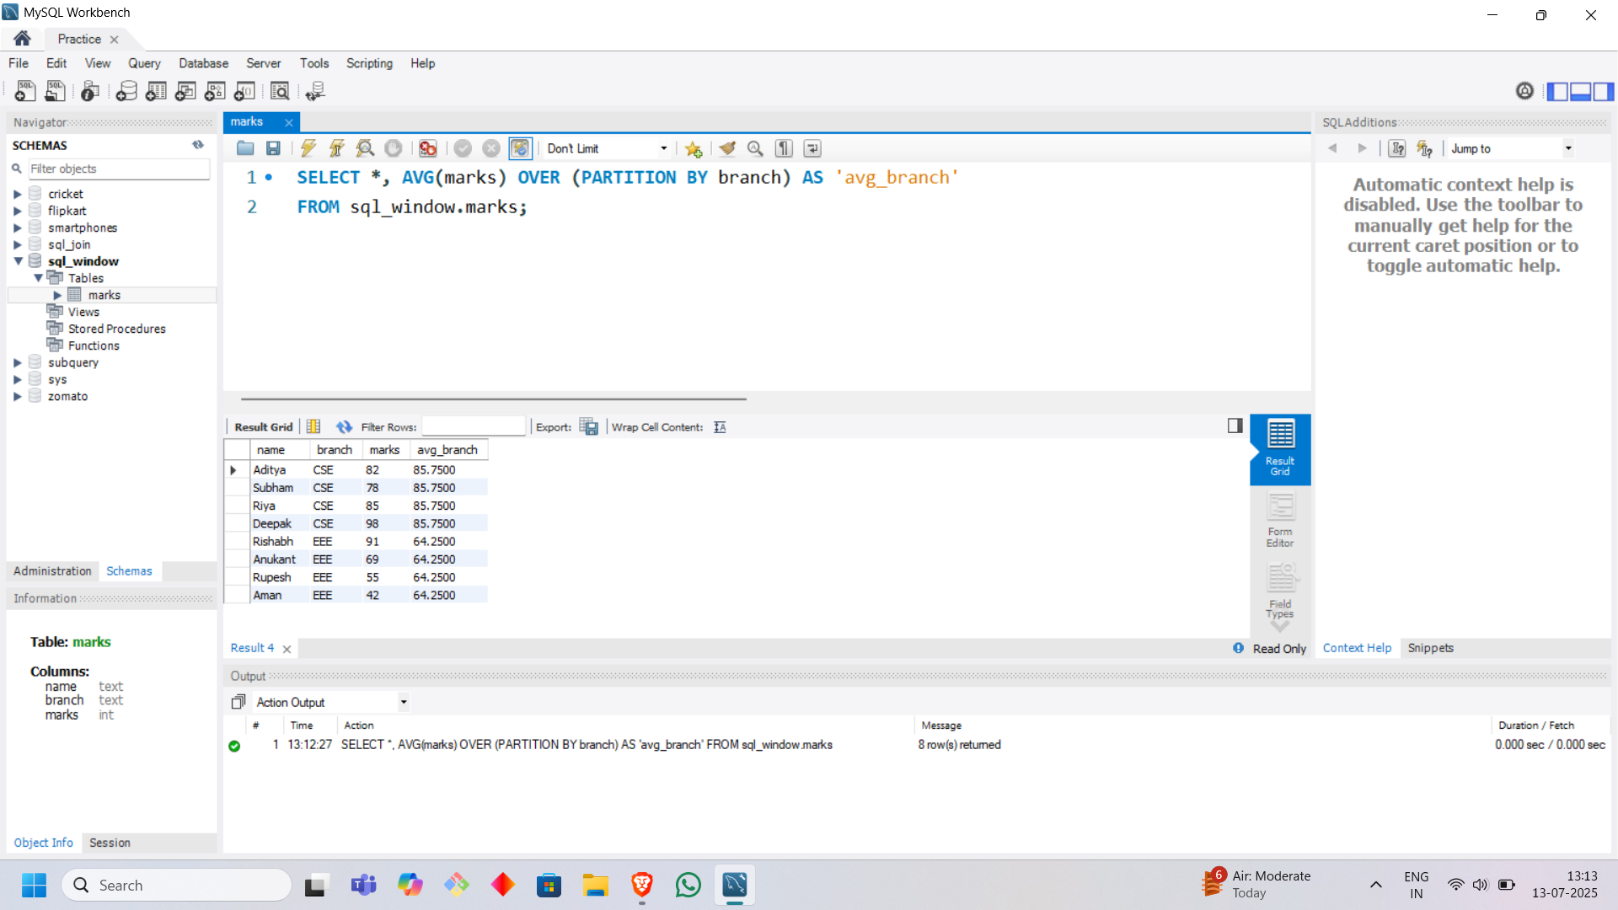 MySQL Workbench
Practice
File Edit View Query Database Server Tools Scripting Help
Navigator
SCHEMAS
Filter objects
cricket
flipkart
smartphones
sql_join
sql_window
Tables
marks
Views
Stored Procedures
Functions
subquery
sys
zomato
Administration Schemas
Information
Table: marks
Columns:
name text
branch text
marks int
Object Info Session
marks
Don't Limit
1 SELECT *, AVG(marks) OVER (PARTITION BY branch) AS 'avg_branch'
2 FROM sql_window.marks;
Result Grid Filter Rows: Export: Wrap Cell Content:
name branch marks avg_branch
Aditya CSE 82 85.7500
Subham CSE 78 85.7500
Riya CSE 85 85.7500
Deepak CSE 98 85.7500
Rishabh EEE 91 64.2500
Anukant EEE 69 64.2500
Rupesh EEE 55 64.2500
Aman EEE 42 64.2500
Result
Grid
Form
Editor
Field
Types
Result 4
Read Only
SQLAdditions
Jump to
Automatic context help is
disabled. Use the toolbar to
manually get help for the
current caret position or to
toggle automatic help.
Context Help Snippets
Output
Action Output
# Time Action Message Duration / Fetch
1 13:12:27 SELECT *, AVG(marks) OVER (PARTITION BY branch) AS 'avg_branch' FROM sql_window.marks 8 row(s) returned 0.000 sec / 0.000 sec
Search
6
Air: Moderate
Today
ENG
IN
13:13
13-07-2025